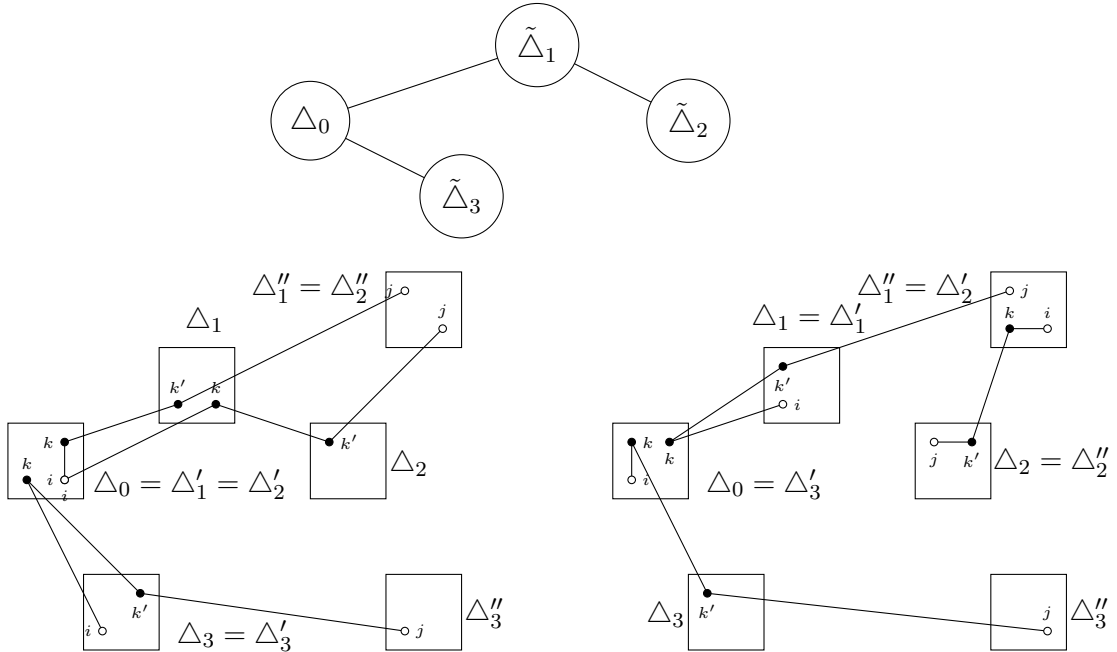 △̃₁
△₀
△̃₂
△̃₃
△₁′′ = △₂′′
j
j
△₁
k′
k
k
k
i
i
△₀ = △₁′ = △₂′
k′
△₂
k′
i
△₃ = △₃′
j
△₃′′
△₁′′ = △₂′
j
k
i
△₁ = △₁′
k′
i
k
k
i
△₀ = △₃′
j
k′
△₂ = △₂′′
△₃
k′
j
△₃′′